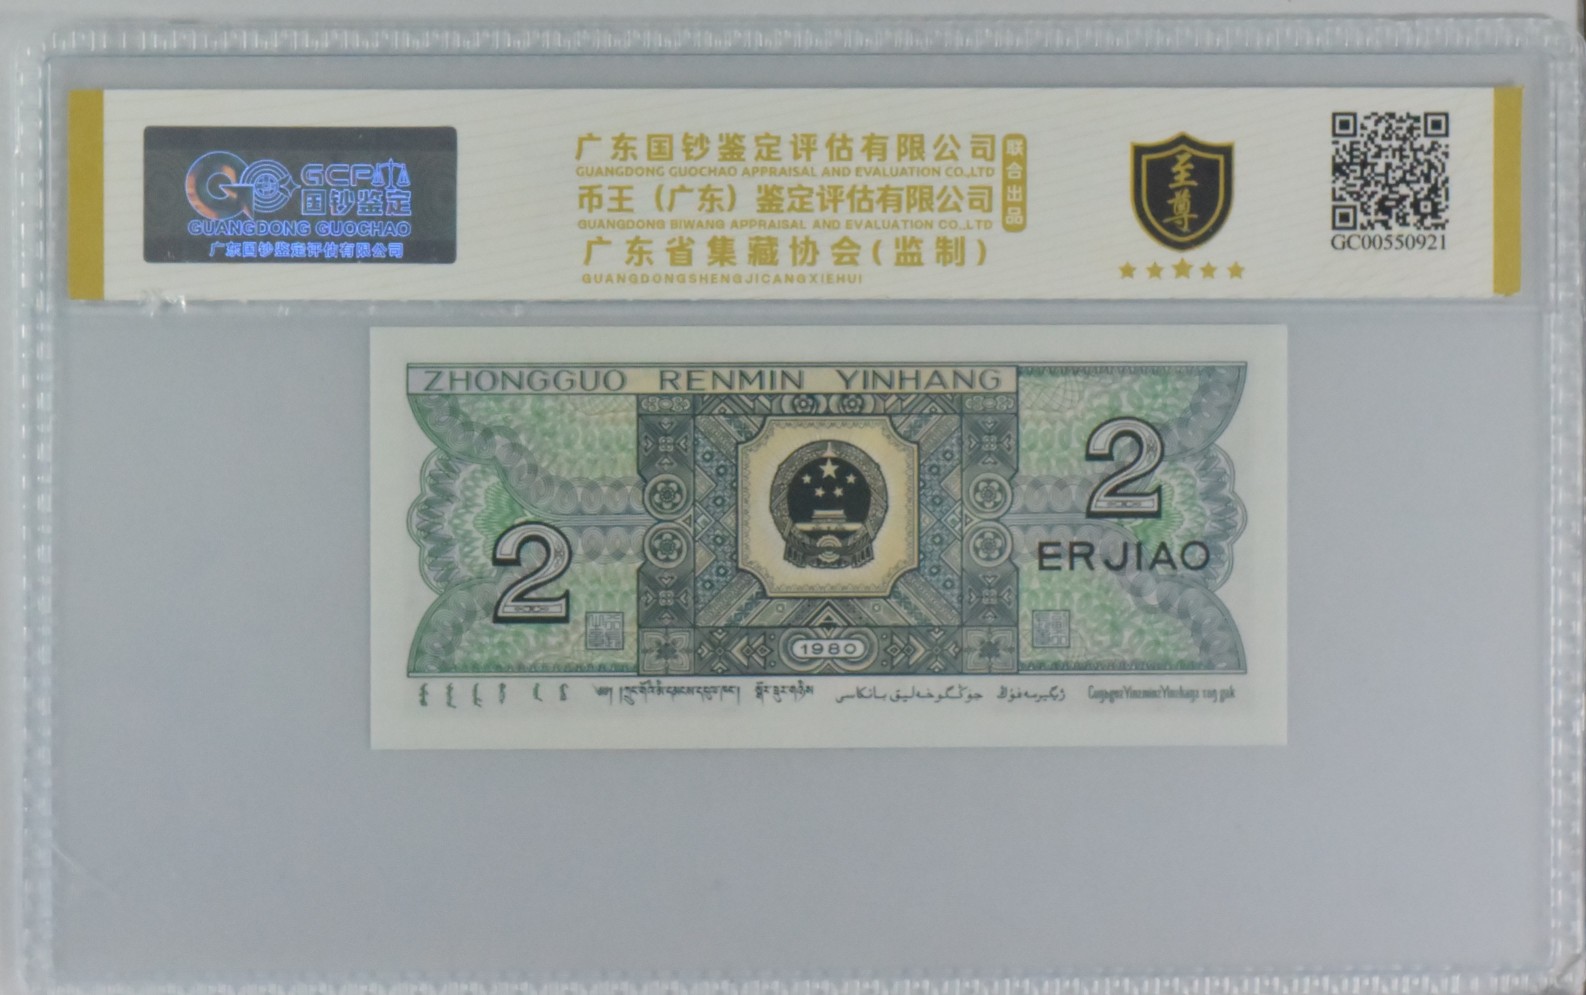 GCP
国钞鉴定
GUANGDONG GUOCHAO
广东国钞鉴定评估有限公司
广东国钞鉴定评估有限公司
GUANGDONG GUOCHAO APPRAISAL AND EVALUATION CO.,LTD
币王（广东）鉴定评估有限公司
GUANGDONG BIWANG APPRAISAL AND EVALUATION CO.,LTD
广东省集藏协会(监制)
GUANGDONGSHENGJICANGXIEHUI
联合出品
至尊
GC00550921
ZHONGGUO RENMIN YINHANG
2
2
ERJIAO
1980